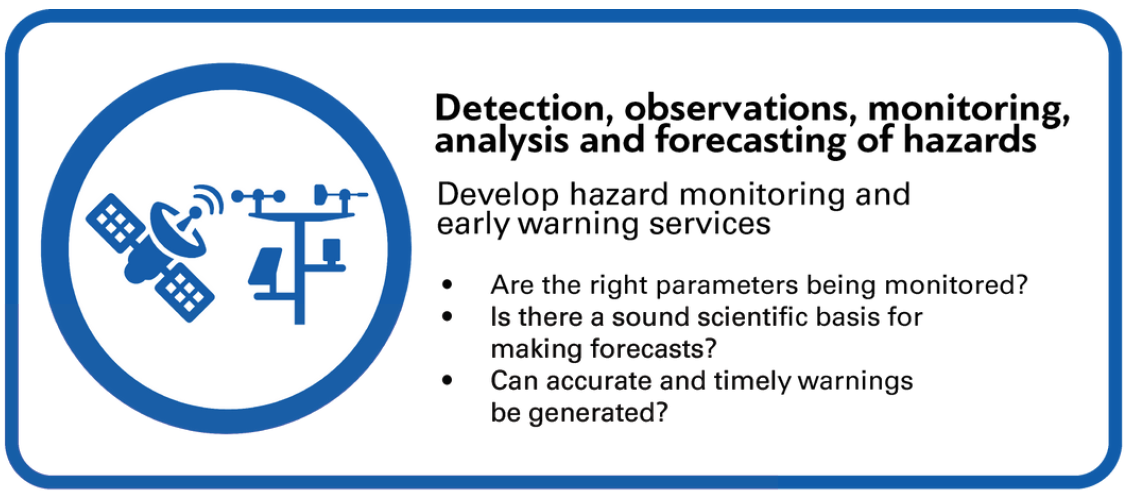 Detection, observations, monitoring,
analysis and forecasting of hazards
Develop hazard monitoring and
early warning services
• Are the right parameters being monitored?
• Is there a sound scientific basis for
making forecasts?
• Can accurate and timely warnings
be generated?